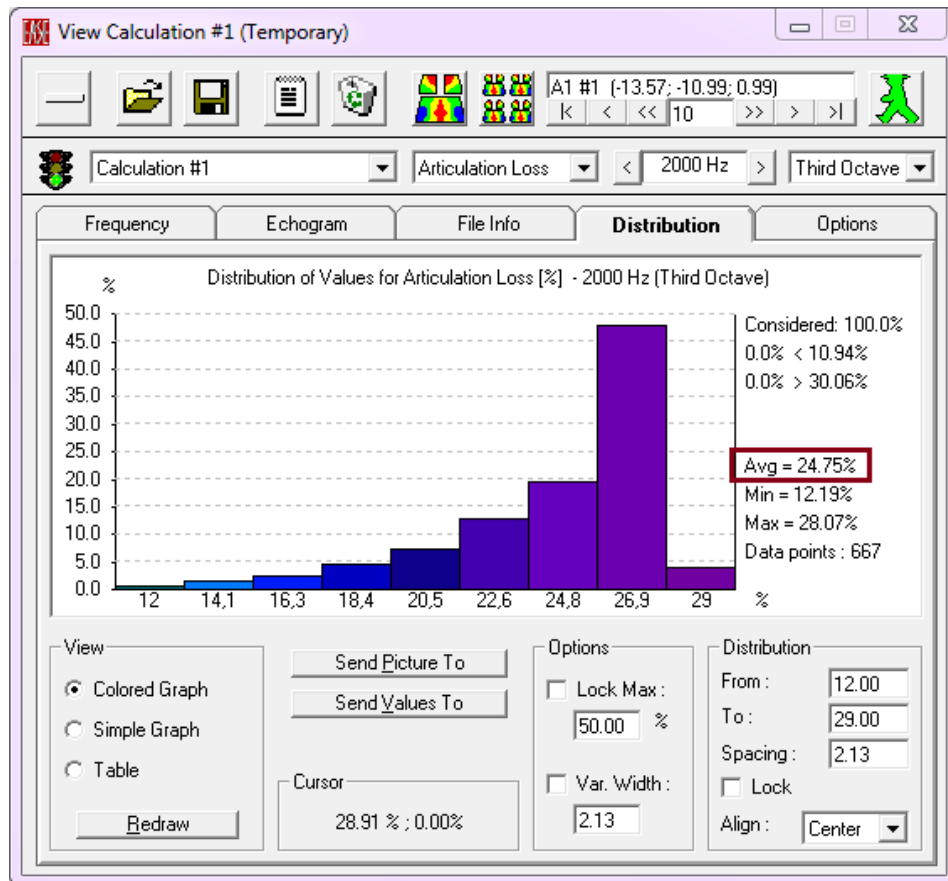 EASE View Calculation #1 (Temporary)
A1 #1 (-13.57; -10.99; 0.99)
|< < << 10 >> > >|
Calculation #1 Articulation Loss < 2000 Hz > Third Octave
Frequency Echogram File Info Distribution Options
% Distribution of Values for Articulation Loss [%] - 2000 Hz (Third Octave)
50.0
45.0
40.0
35.0
30.0
25.0
20.0
15.0
10.0
5.0
0.0
12 14,1 16,3 18,4 20,5 22,6 24,8 26,9 29 %
Considered: 100.0%
0.0% < 10.94%
0.0% > 30.06%
Avg = 24.75%
Min = 12.19%
Max = 28.07%
Data points : 667
View
Colored Graph
Simple Graph
Table
Redraw
Send Picture To
Send Values To
Cursor
28.91 % ; 0.00%
Options
Lock Max :
50.00 %
Var. Width :
2.13
Distribution
From : 12.00
To : 29.00
Spacing : 2.13
Lock
Align : Center